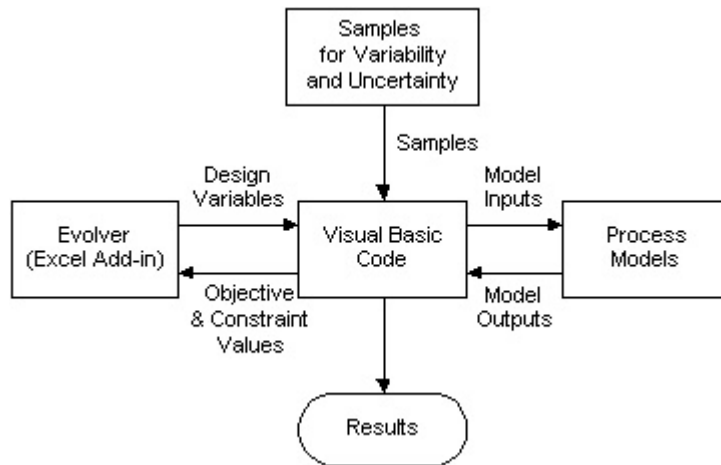 Samples
for Variability
and Uncertainty
Samples
Design
Variables
Model
Inputs
Evolver
(Excel Add-in)
Visual Basic
Code
Process
Models
Objective
& Constraint
Values
Model
Outputs
Results